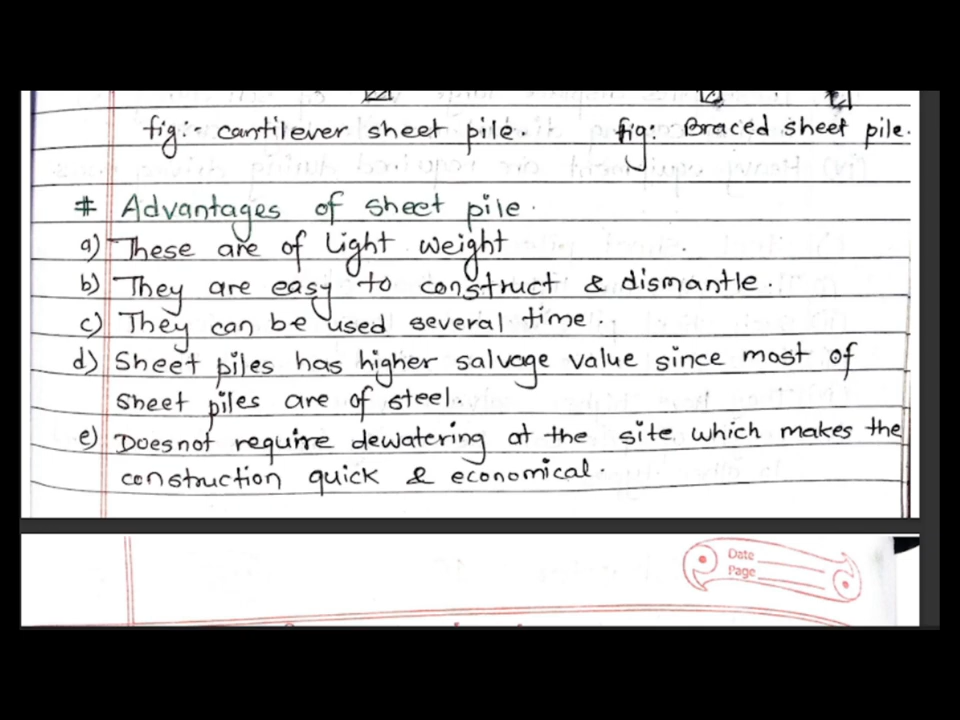 fig: cantilever sheet pile.
fig: Braced sheet pile.
# Advantages of sheet pile.
a) These are of light weight
b) They are easy to construct & dismantle.
c) They can be used several time
d) Sheet piles has higher salvage value since most of
sheet piles are of steel.
e) Doesnot require dewatering at the site which makes the
construction quick & economical.
Date
Page